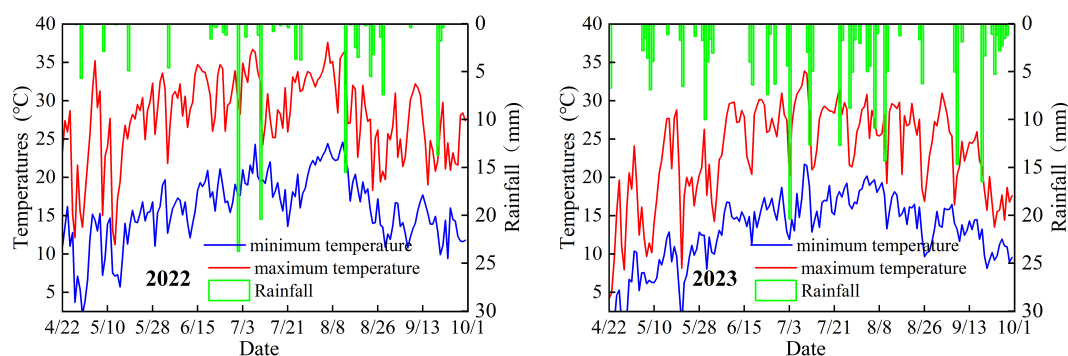 40
35
30
25
20
15
10
5
Temperatures (℃)
0
5
10
15
20
25
30
Rainfall (mm)
minimum temperature
maximum temperature
Rainfall
2022
4/22 5/10 5/28 6/15 7/3 7/21 8/8 8/26 9/13 10/1
Date
40
35
30
25
20
15
10
5
Temperatures (℃)
0
5
10
15
20
25
30
Rainfall (mm)
minimum temperature
maximum temperature
Rainfall
2023
4/22 5/10 5/28 6/15 7/3 7/21 8/8 8/26 9/13 10/1
Date